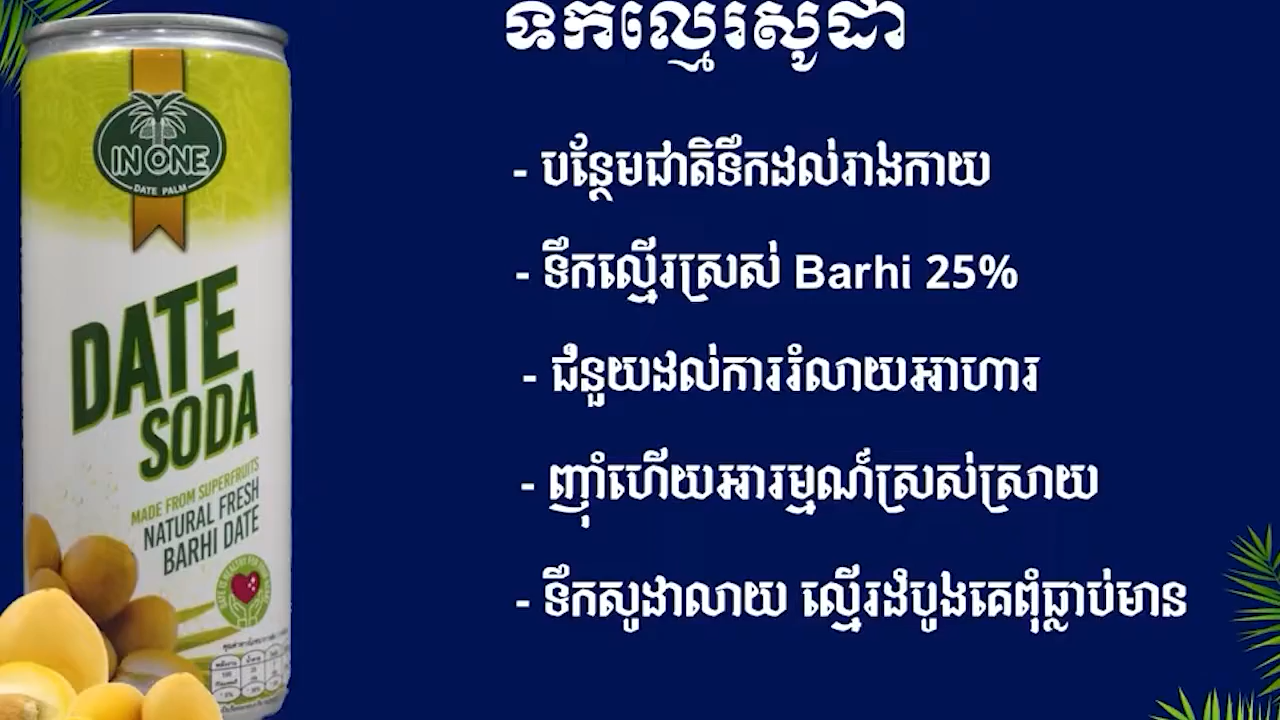 ទឹកល្មើរសូដា
- បន្ថែមជាតិទឹកដល់រាងកាយ
- ទឹកល្មើរស្រស់ Barhi 25%
- ជំនួយដល់ការរំលាយអាហារ
- ញ៉ាំហើយអារម្មណ៍ស្រស់ស្រាយ
- ទឹកសូដាលាយ ល្មើរដំបូងគេពុំធ្លាប់មាន
IN ONE
DATE PALM
DATE
SODA
MADE FROM SUPERFRUITS
NATURAL FRESH
BARHI DATE